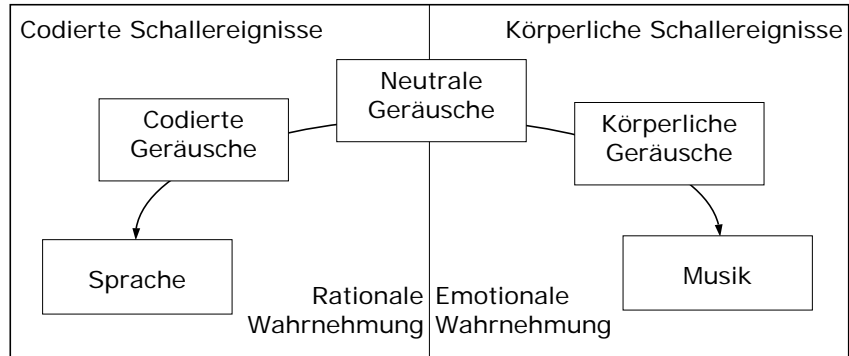 Codierte Schallereignisse
Körperliche Schallereignisse
Neutrale
Geräusche
Codierte
Geräusche
Körperliche
Geräusche
Sprache
Musik
Rationale
Wahrnehmung
Emotionale
Wahrnehmung